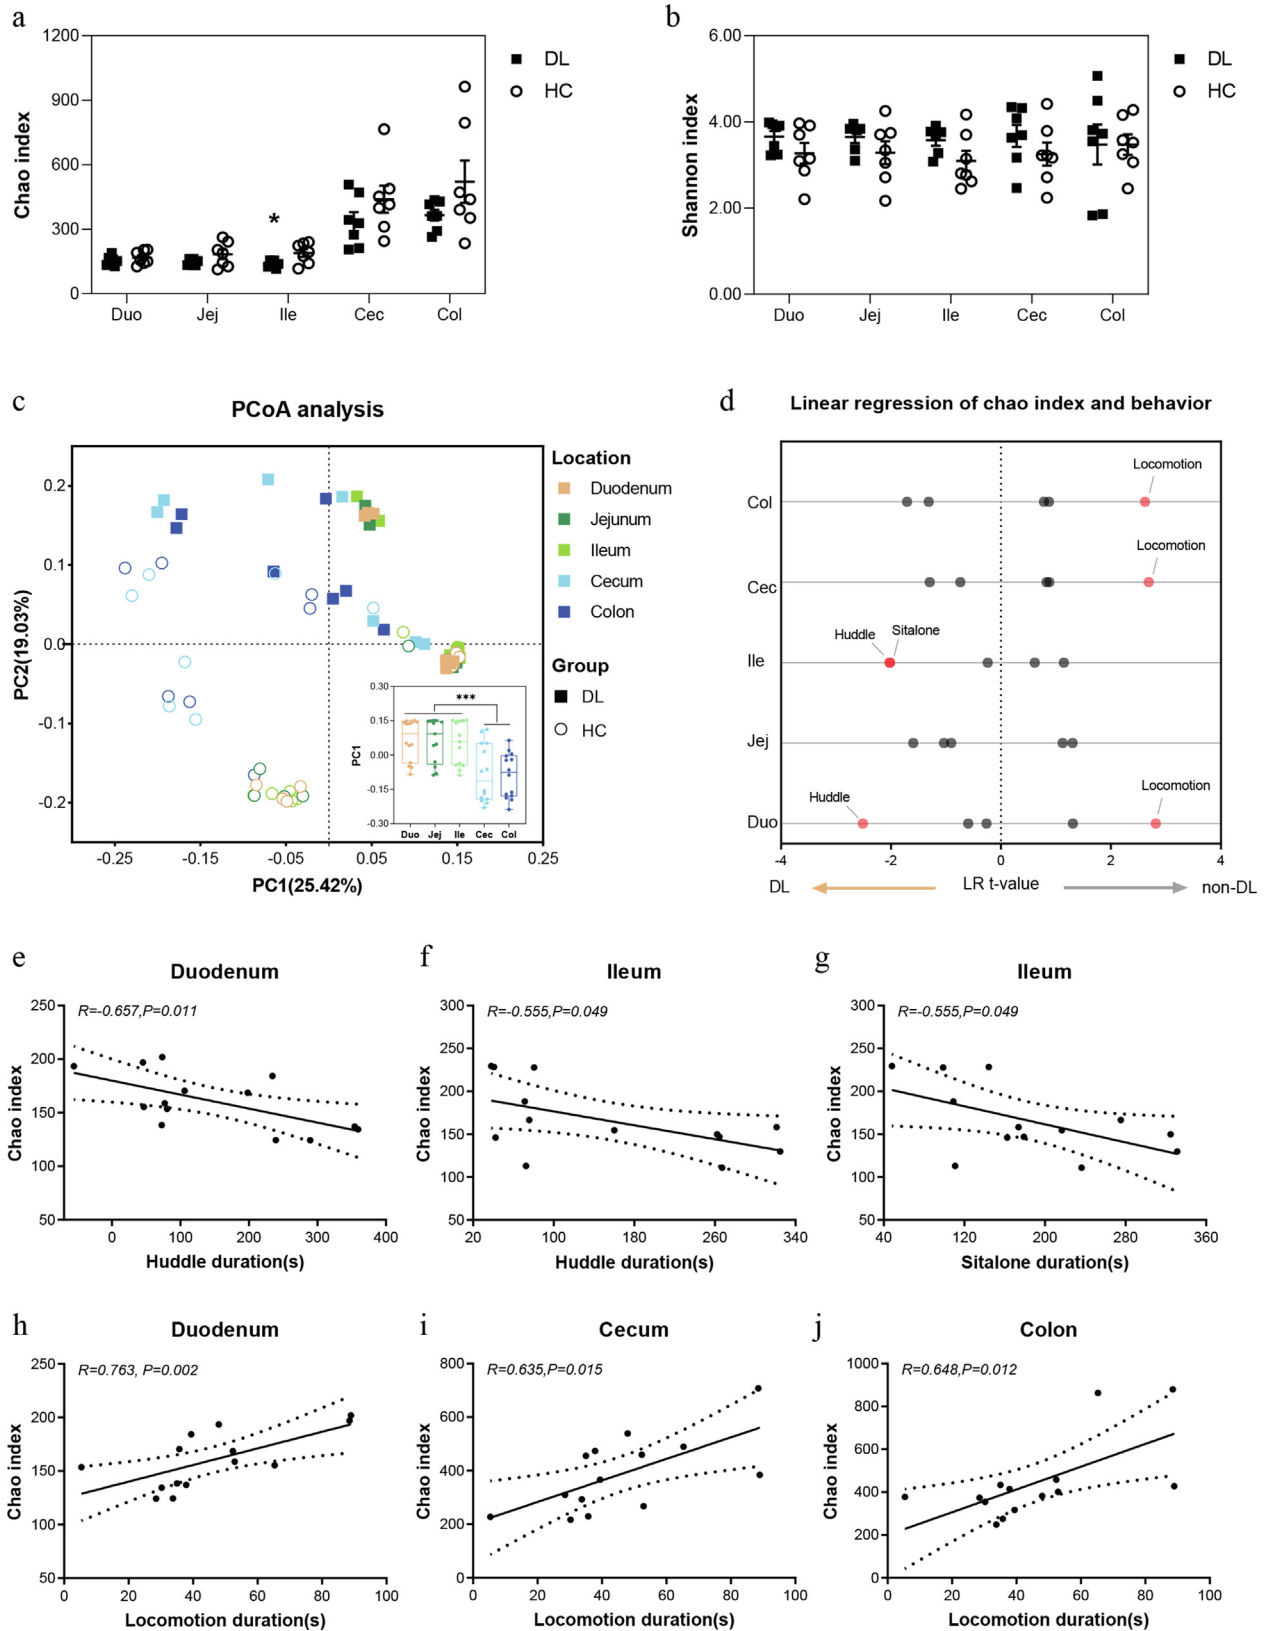 a
1200
900
600
300
0
Chao index
*
Duo Jej Ile Cec Col
DL
HC
b
6.00
4.00
2.00
0.00
Shannon index
Duo Jej Ile Cec Col
DL
HC
c
PCoA analysis
0.2
0.1
0.0
-0.1
-0.2
PC2(19.03%)
-0.25 -0.15 -0.05 0.05 0.15 0.25
PC1(25.42%)
0.30
0.15
0.00
-0.15
-0.30
PC1
***
Duo Jej Ile Cec Col
Location
Duodenum
Jejunum
Ileum
Cecum
Colon
Group
DL
HC
d
Linear regression of chao index and behavior
Locomotion
Col
Locomotion
Cec
Huddle Sitalone
Ile
Jej
Huddle Locomotion
Duo
-4 -2 0 2 4
DL LR t-value non-DL
e
Duodenum
R=-0.657,P=0.011
250
200
150
100
50
Chao index
0 100 200 300 400
Huddle duration(s)
f
Ileum
R=-0.555,P=0.049
300
250
200
150
100
50
Chao index
20 100 180 260 340
Huddle duration(s)
g
Ileum
R=-0.555,P=0.049
300
250
200
150
100
50
Chao index
40 120 200 280 360
Sitalone duration(s)
h
Duodenum
R=0.763, P=0.002
250
200
150
100
50
Chao index
0 20 40 60 80 100
Locomotion duration(s)
i
Cecum
R=0.635,P=0.015
800
600
400
200
0
Chao index
0 20 40 60 80 100
Locomotion duration(s)
j
Colon
R=0.648,P=0.012
1000
800
600
400
200
0
Chao index
0 20 40 60 80 100
Locomotion duration(s)